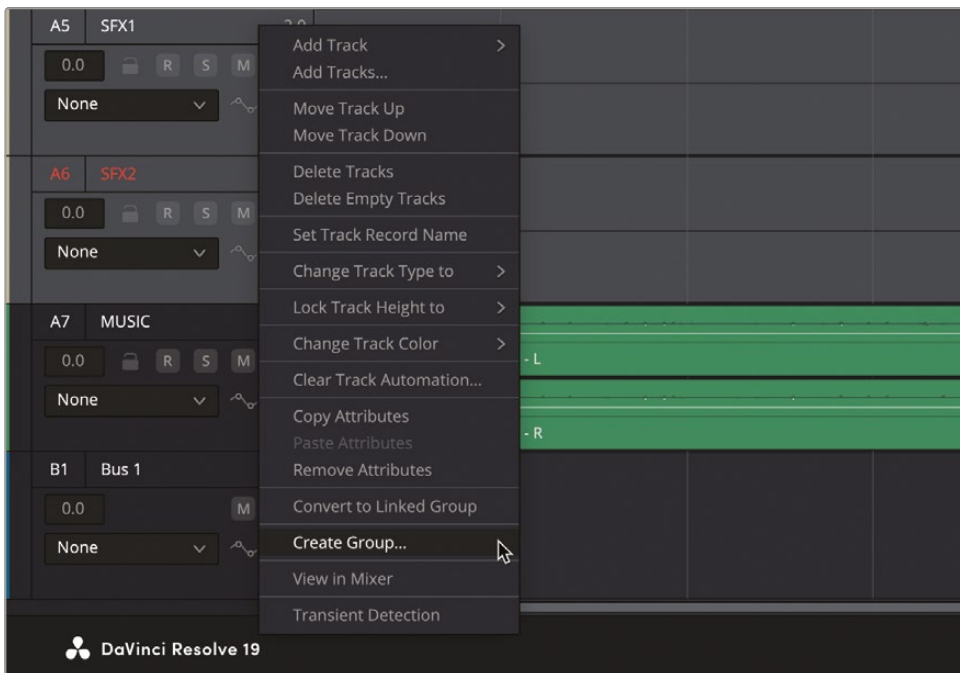 A5 SFX1
0.0 R S M
None
A6 SFX2
0.0 R S M
None
A7 MUSIC
0.0 R S M
None
B1 Bus 1
0.0 M
None
Add Track
Add Tracks...
Move Track Up
Move Track Down
Delete Tracks
Delete Empty Tracks
Set Track Record Name
Change Track Type to
Lock Track Height to
Change Track Color
Clear Track Automation...
Copy Attributes
Paste Attributes
Remove Attributes
Convert to Linked Group
Create Group...
View in Mixer
Transient Detection
- L
- R
DaVinci Resolve 19